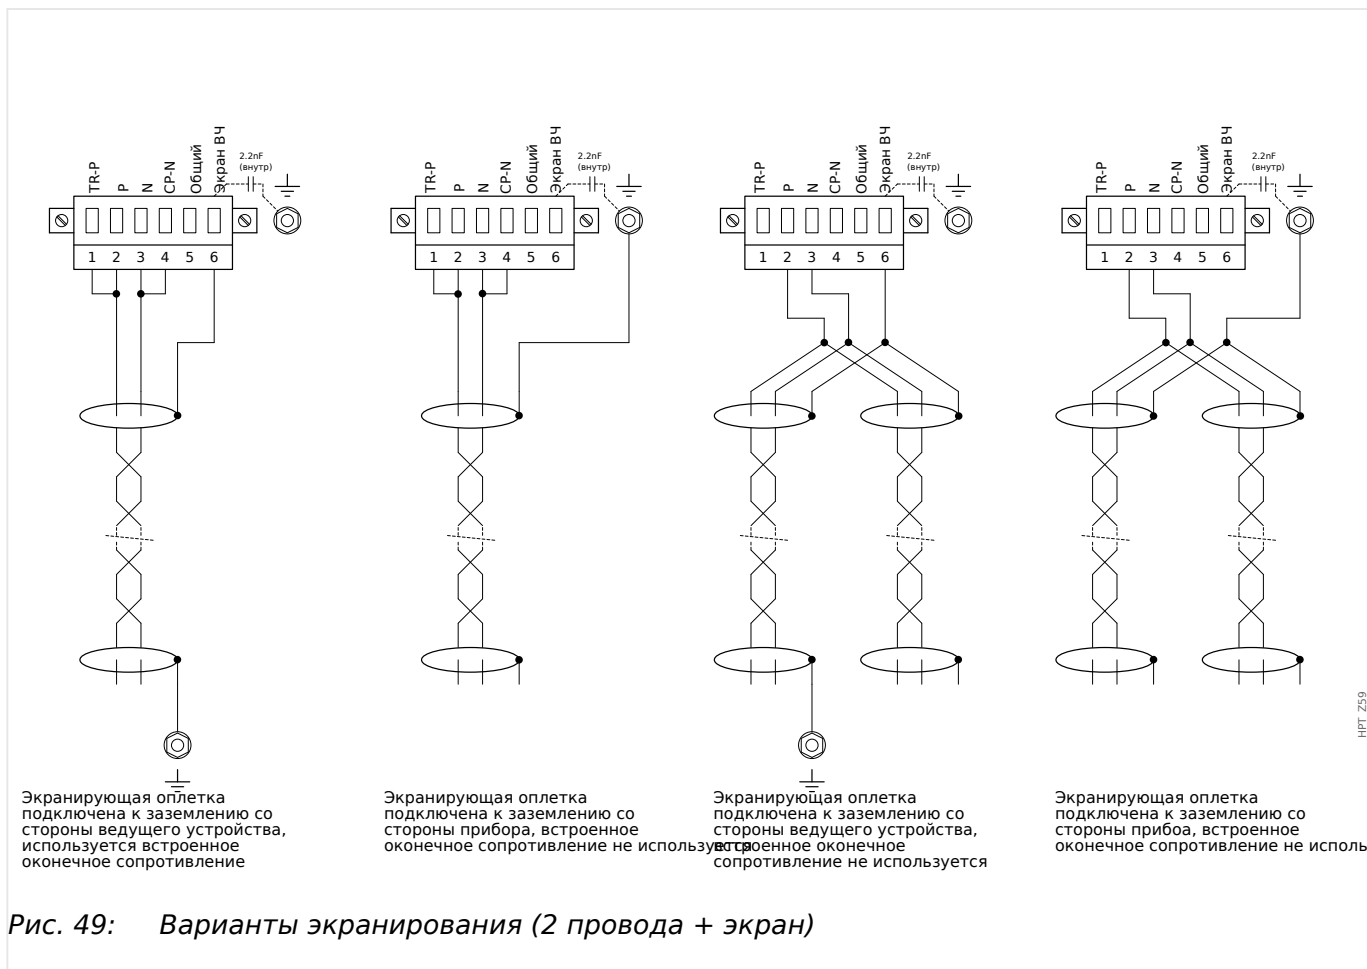 TR-P P N CP-N Общий Экран ВЧ
2.2nF
(внутр)
1 2 3 4 5 6
TR-P P N CP-N Общий Экран ВЧ
2.2nF
(внутр)
1 2 3 4 5 6
TR-P P N CP-N Общий Экран ВЧ
2.2nF
(внутр)
1 2 3 4 5 6
TR-P P N CP-N Общий Экран ВЧ
2.2nF
(внутр)
1 2 3 4 5 6
HPT Z59
Экранирующая оплетка
подключена к заземлению со
стороны ведущего устройства,
используется встроенное
оконечное сопротивление
Экранирующая оплетка
подключена к заземлению со
стороны прибора, встроенное
оконечное сопротивление не используется
Экранирующая оплетка
подключена к заземлению со
стороны ведущего устройства,
встроенное оконечное
сопротивление не используется
Экранирующая оплетка
подключена к заземлению со
стороны прибоа, встроенное
оконечное сопротивление не исполь
Рис. 49: Варианты экранирования (2 провода + экран)